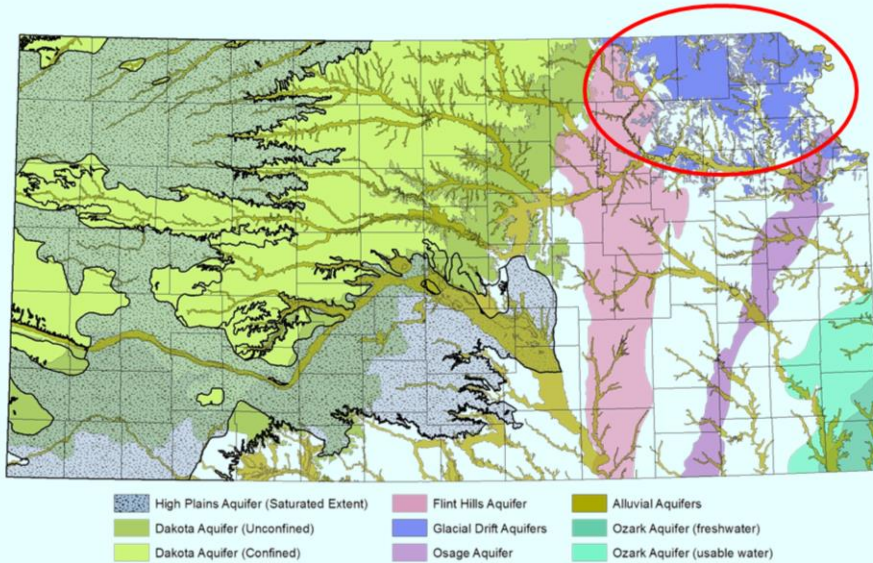 High Plains Aquifer (Saturated Extent)
Flint Hills Aquifer
Alluvial Aquifers
Dakota Aquifer (Unconfined)
Glacial Drift Aquifers
Ozark Aquifer (freshwater)
Dakota Aquifer (Confined)
Osage Aquifer
Ozark Aquifer (usable water)